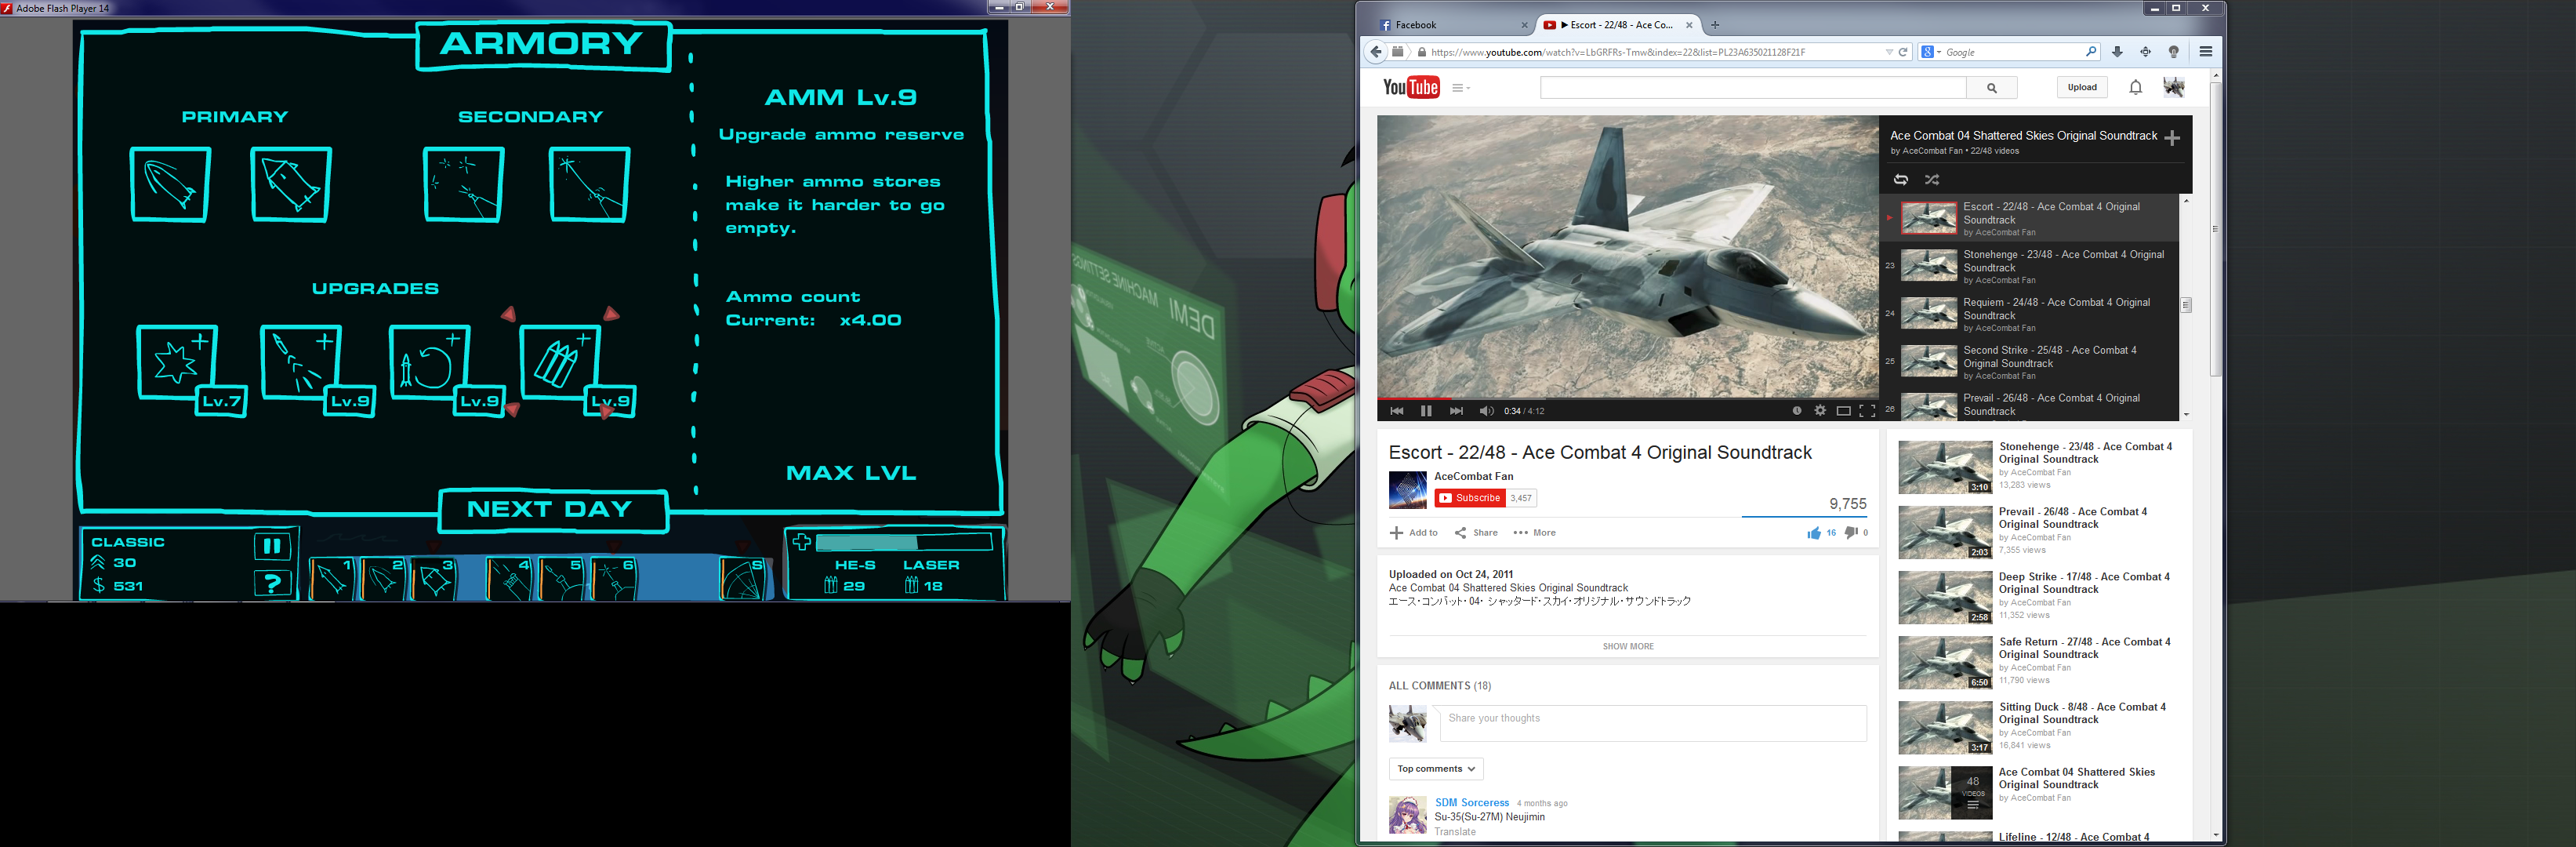 Adobe Flash Player 14
ARMORY
PRIMARY
SECONDARY
UPGRADES
Lv.7
Lv.9
Lv.9
Lv.9
AMM Lv.9
Upgrade ammo reserve
Higher ammo stores
make it harder to go
empty.
Ammo count
Current: x4.00
MAX LVL
NEXT DAY
CLASSIC
30
$ 531
?
1
2
3
4
5
6
S
HE-S
29
LASER
18
DEMI
MACHINE SETTINGS
Facebook
▶ Escort - 22/48 - Ace Co...
https://www.youtube.com/watch?v=LbGRFRs-Tmw&index=22&list=PL23A635021128F21F
Google
YouTube
Upload
Ace Combat 04 Shattered Skies Original Soundtrack
by AceCombat Fan • 22/48 videos
Escort - 22/48 - Ace Combat 4 Original
Soundtrack
by AceCombat Fan
23
Stonehenge - 23/48 - Ace Combat 4 Original
Soundtrack
by AceCombat Fan
24
Requiem - 24/48 - Ace Combat 4 Original
Soundtrack
by AceCombat Fan
25
Second Strike - 25/48 - Ace Combat 4
Original Soundtrack
by AceCombat Fan
26
Prevail - 26/48 - Ace Combat 4 Original
Soundtrack
0:34 / 4:12
Escort - 22/48 - Ace Combat 4 Original Soundtrack
AceCombat Fan
Subscribe 3,457
9,755
Add to
Share
More
16
0
Uploaded on Oct 24, 2011
Ace Combat 04 Shattered Skies Original Soundtrack
エース・コンバット・04・ シャッタード・スカイ・オリジナル・サウンドトラック
SHOW MORE
ALL COMMENTS (18)
Share your thoughts
Top comments
SDM Sorceress 4 months ago
Su-35(Su-27M) Neujimin
Translate
Stonehenge - 23/48 - Ace Combat 4
Original Soundtrack
by AceCombat Fan
13,283 views
3:10
Prevail - 26/48 - Ace Combat 4
Original Soundtrack
by AceCombat Fan
7,355 views
2:03
Deep Strike - 17/48 - Ace Combat 4
Original Soundtrack
by AceCombat Fan
11,352 views
2:58
Safe Return - 27/48 - Ace Combat 4
Original Soundtrack
by AceCombat Fan
11,790 views
6:50
Sitting Duck - 8/48 - Ace Combat 4
Original Soundtrack
by AceCombat Fan
16,841 views
3:17
Ace Combat 04 Shattered Skies
Original Soundtrack
by AceCombat Fan
48
VIDEOS
Lifeline - 12/48 - Ace Combat 4